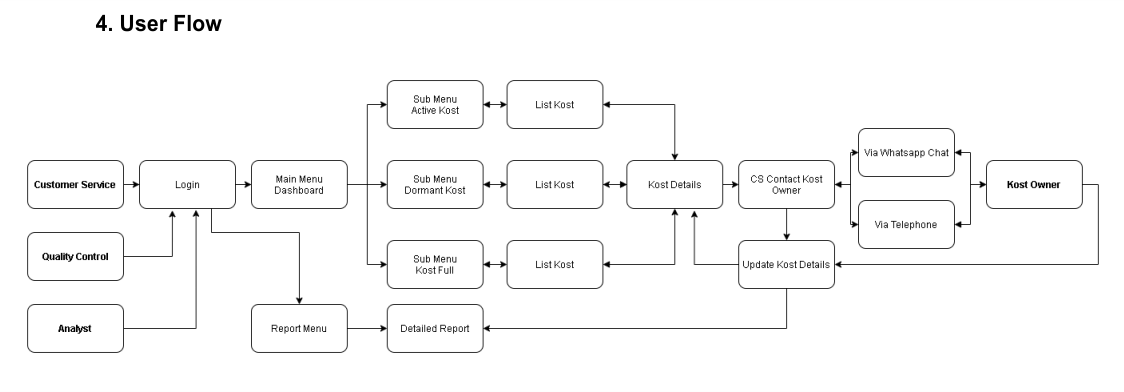 4. User Flow
Sub Menu
Active Kost
List Kost
Customer Service
Login
Main Menu
Dashboard
Sub Menu
Dormant Kost
List Kost
Kost Details
CS Contact Kost
Owner
Via Whatsapp Chat
Via Telephone
Kost Owner
Quality Control
Sub Menu
Kost Full
List Kost
Update Kost Details
Analyst
Report Menu
Detailed Report